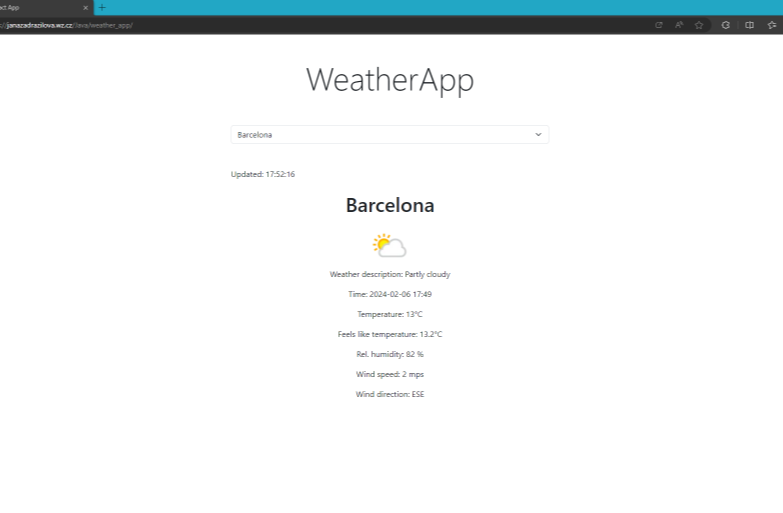 ct App
://janazadrazilova.wz.cz/lava/weather_app/
WeatherApp
Barcelona
Updated: 17:52:16
Barcelona
Weather description: Partly cloudy
Time: 2024-02-06 17:49
Temperature: 13°C
Feels like temperature: 13.2°C
Rel. humidity: 82 %
Wind speed: 2 mps
Wind direction: ESE